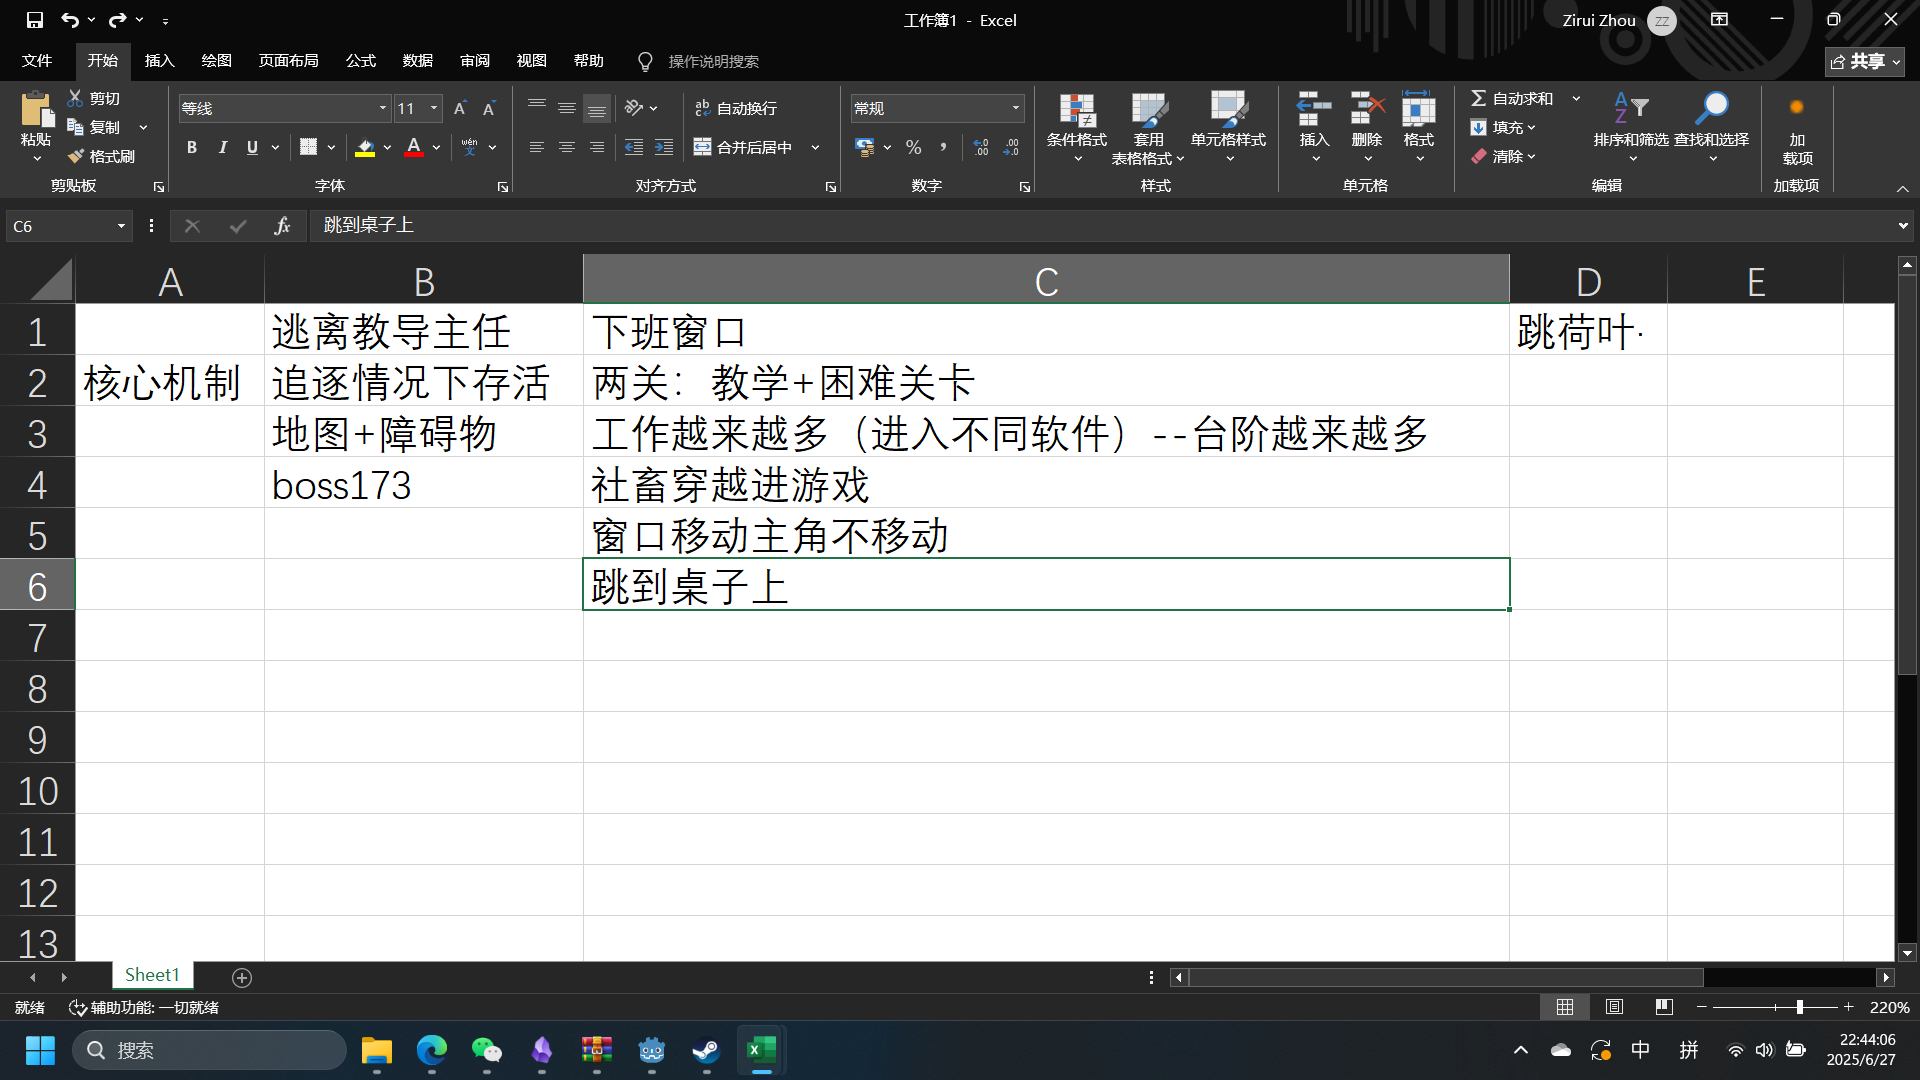 工作簿1 - Excel
Zirui Zhou
ZZ
文件 开始 插入 绘图 页面布局 公式 数据 审阅 视图 帮助 操作说明搜索
共享
粘贴
剪切
复制
格式刷
剪贴板
等线 11
B I U
wén
文
字体
自动换行
合并后居中
对齐方式
常规
数字
条件格式
套用
表格格式
单元格样式
样式
插入
删除
格式
单元格
自动求和
填充
清除
排序和筛选
查找和选择
编辑
加
载项
加载项
C6
fx
跳到桌子上
A B C D E
1 逃离教导主任 下班窗口 跳荷叶·
2 核心机制 追逐情况下存活 两关：教学+困难关卡
3 地图+障碍物 工作越来越多（进入不同软件）--台阶越来越多
4 boss173 社畜穿越进游戏
5 窗口移动主角不移动
6 跳到桌子上
7
8
9
10
11
12
13
Sheet1
就绪 辅助功能: 一切就绪
220%
搜索
中 拼
22:44:06
2025/6/27